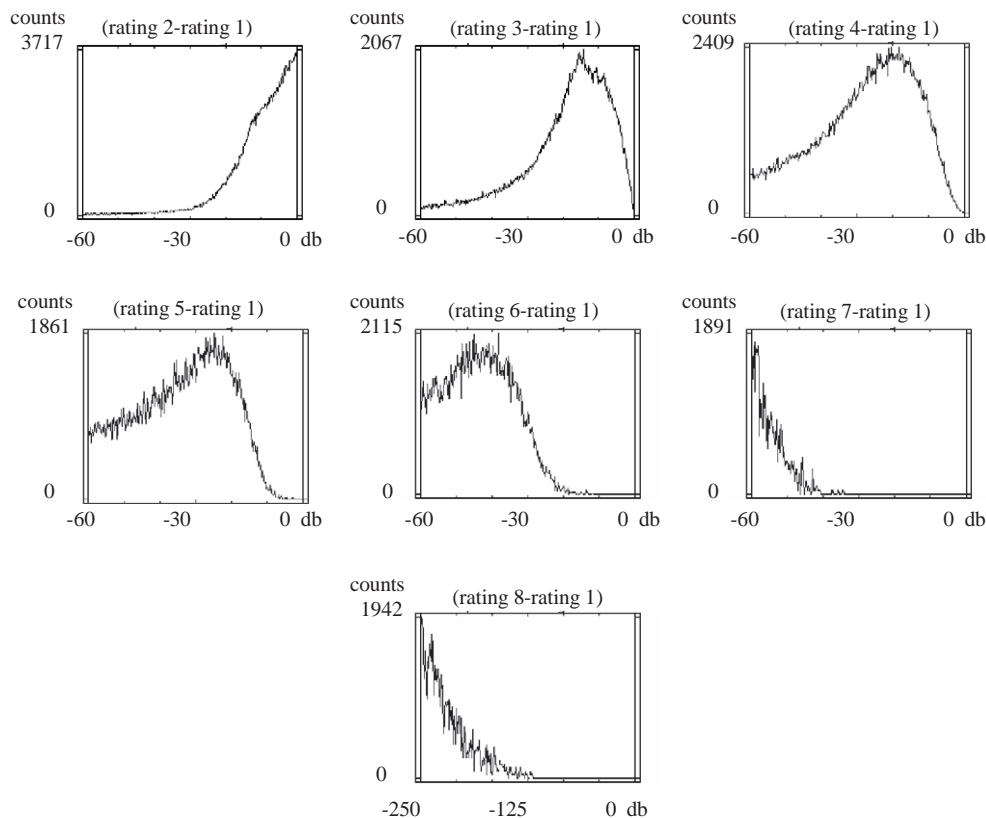 counts
3717
(rating 2-rating 1)
0
-60 -30 0 db
2067
(rating 3-rating 1)
0
-60 -30 0 db
counts
2409
(rating 4-rating 1)
0
-60 -30 0 db
counts
1861
(rating 5-rating 1)
0
-60 -30 0 db
counts
2115
(rating 6-rating 1)
0
-60 -30 0 db
counts
1891
(rating 7-rating 1)
0
-60 -30 0 db
counts
1942
(rating 8-rating 1)
0
-250 -125 0 db